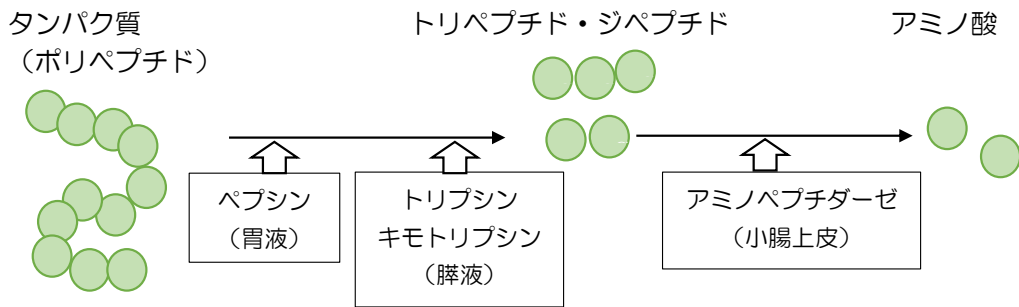 タンパク質
（ポリペプチド）
トリペプチド・ジペプチド
アミノ酸
ペプシン
（胃液）
トリプシン
キモトリプシン
（膵液）
アミノペプチダーゼ
（小腸上皮）